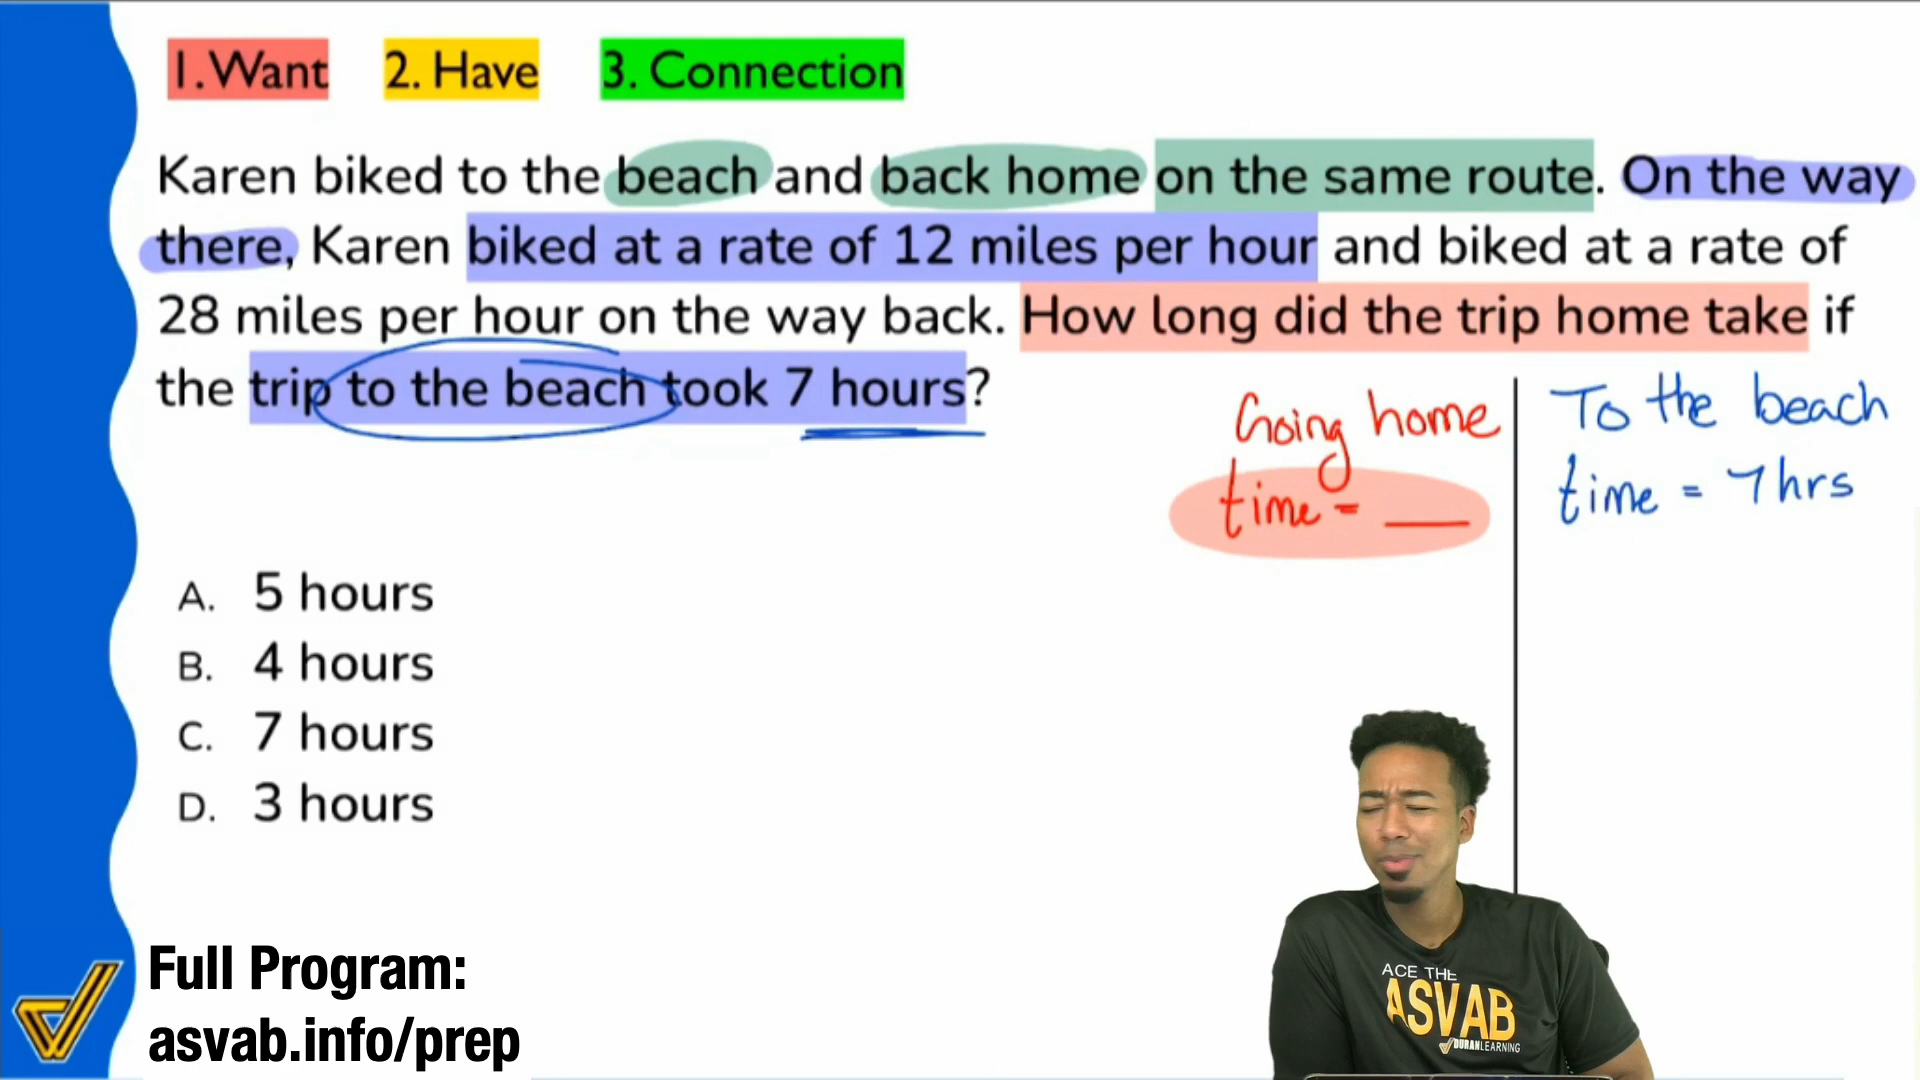 1. Want 2. Have 3. Connection
Karen biked to the beach and back home on the same route. On the way
there, Karen biked at a rate of 12 miles per hour and biked at a rate of
28 miles per hour on the way back. How long did the trip home take if
the trip to the beach took 7 hours?
Going home
time = ___
To the beach
time = 7hrs
A. 5 hours
B. 4 hours
C. 7 hours
D. 3 hours
Full Program:
asvab.info/prep
ACE THE
ASVAB
DURANLEARNING